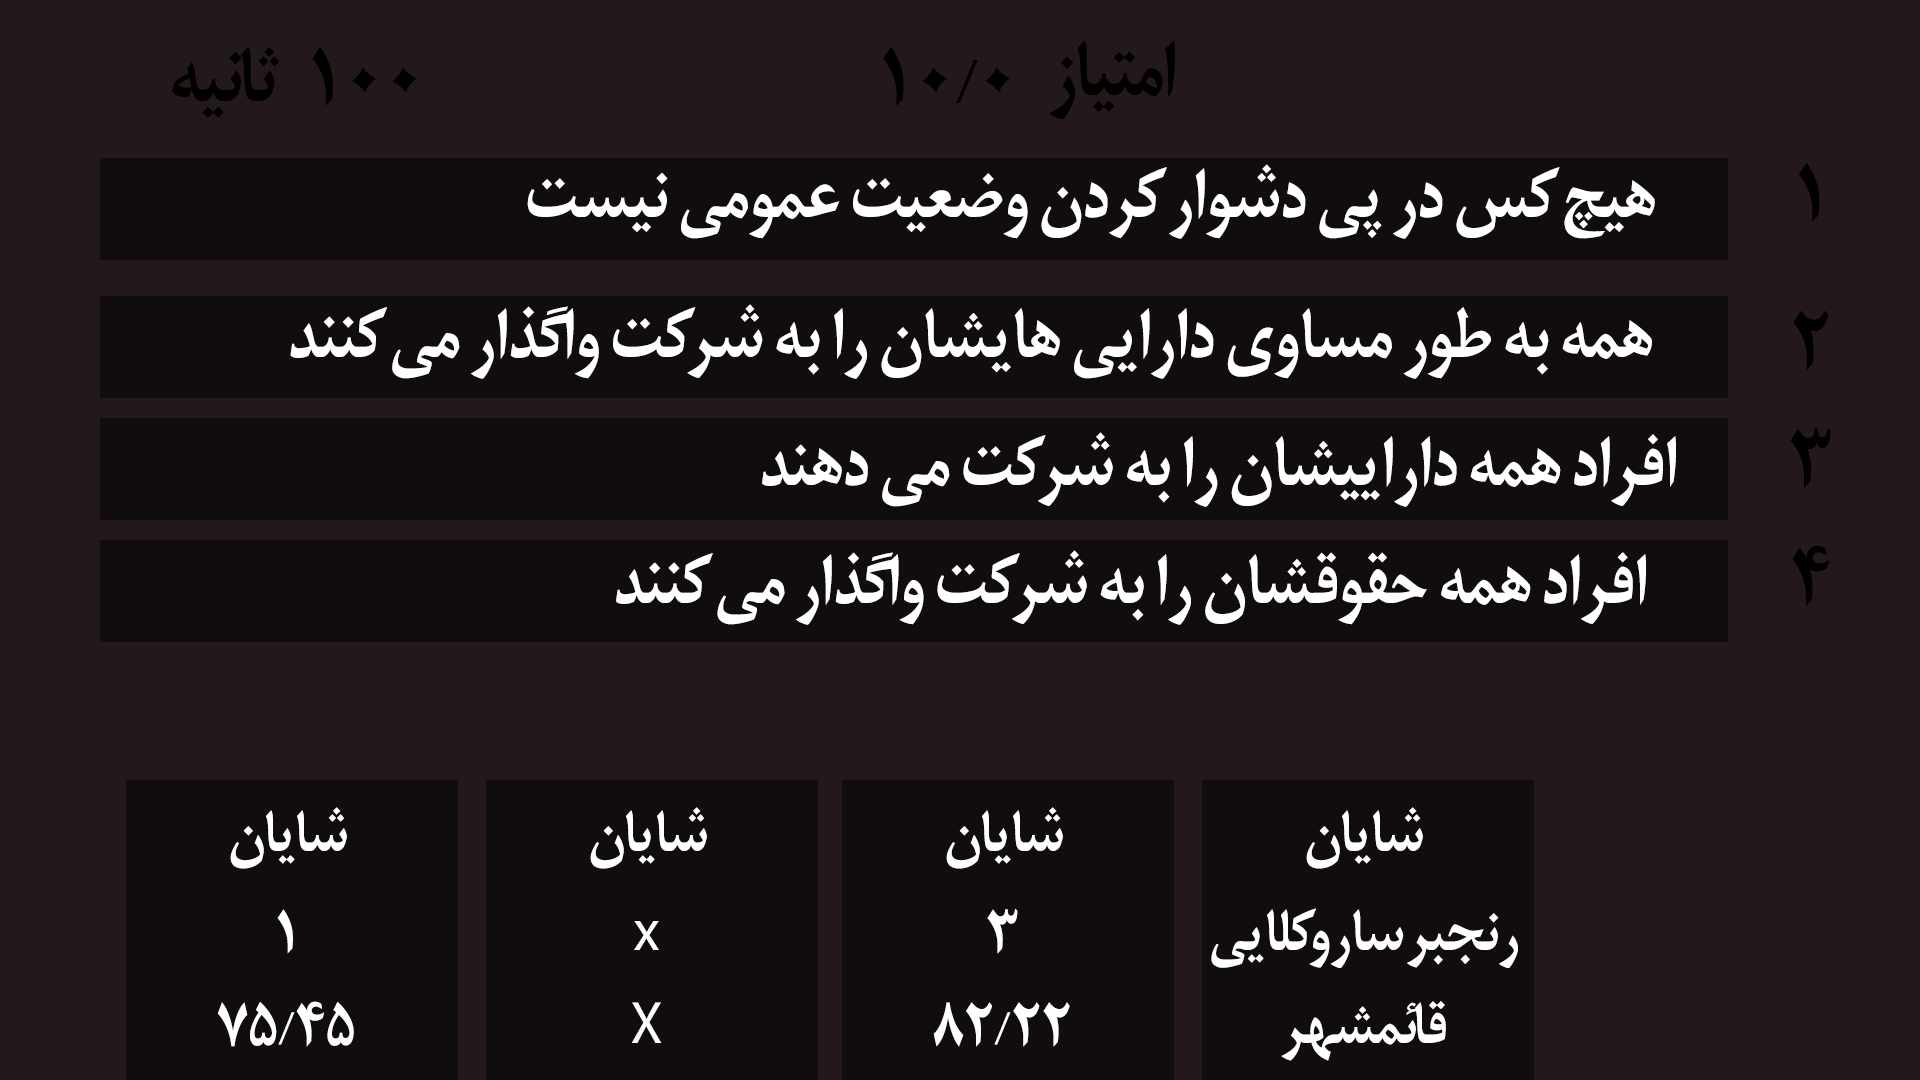 امتیاز ۱۰/۰ ۱۰۰ ثانیه
۱ هیچ کس در پی دشوار کردن وضعیت عمومی نیست
۲ همه به طور مساوی دارایی هایشان را به شرکت واگذار می کنند
۳ افراد همه داراییشان را به شرکت می دهند
۴ افراد همه حقوقشان را به شرکت واگذار می کنند
شایان شایان شایان شایان
رنجبر ساروکلایی ۳ x ۱
قائمشهر ۸۲/۲۲ X ۷۵/۴۵